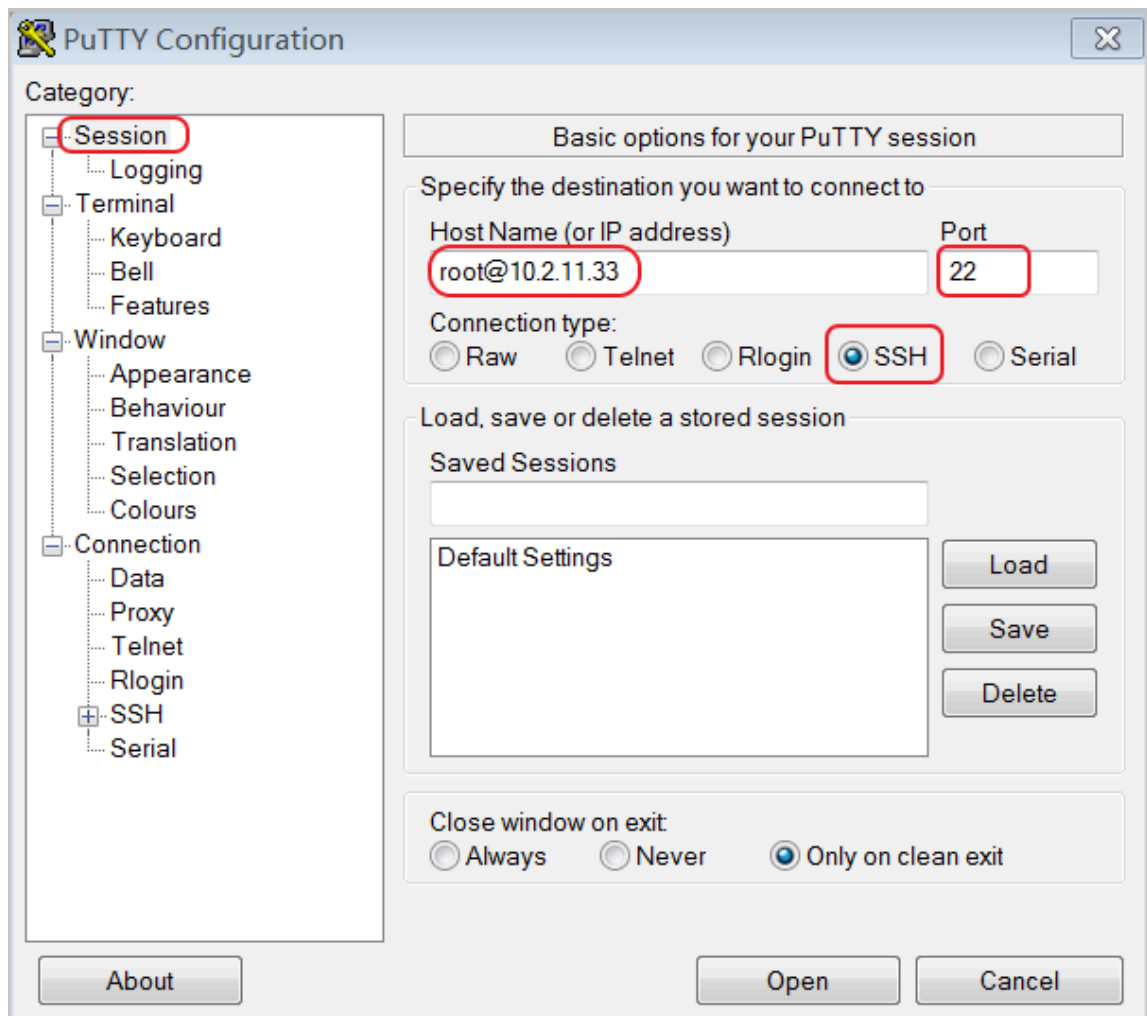 PuTTY Configuration
Category:
Session
Logging
Terminal
Keyboard
Bell
Features
Window
Appearance
Behaviour
Translation
Selection
Colours
Connection
Data
Proxy
Telnet
Rlogin
SSH
Serial
Basic options for your PuTTY session
Specify the destination you want to connect to
Host Name (or IP address) Port
root@10.2.11.33 22
Connection type:
Raw Telnet Rlogin SSH Serial
Load, save or delete a stored session
Saved Sessions
Default Settings
Load
Save
Delete
Close window on exit:
Always Never Only on clean exit
About Open Cancel